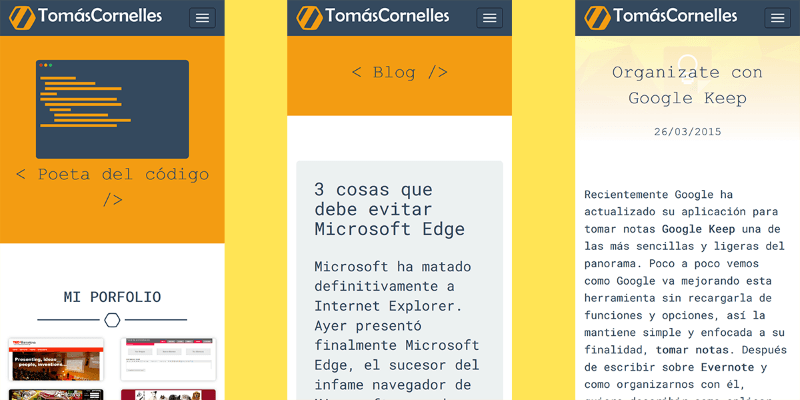 TomásCornelles
< Poeta del código
/>
MI PORFOLIO
Presenting, ideas
people, inventions...
TomásCornelles
< Blog />
3 cosas que
debe evitar
Microsoft Edge
Microsoft ha matado
definitivamente a
Internet Explorer.
Ayer presentó
finalmente Microsoft
Edge, el sucesor del
infame navegador de
TomásCornelles
Organizate con
Google Keep
26/03/2015
Recientemente Google ha
actualizado su aplicación para
tomar notas Google Keep una de
las más sencillas y ligeras del
panorama. Poco a poco vemos
como Google va mejorando esta
herramienta sin recargarla de
funciones y opciones, así la
mantiene simple y enfocada a su
finalidad, tomar notas. Después
de escribir sobre Evernote y
como organizarnos con él,